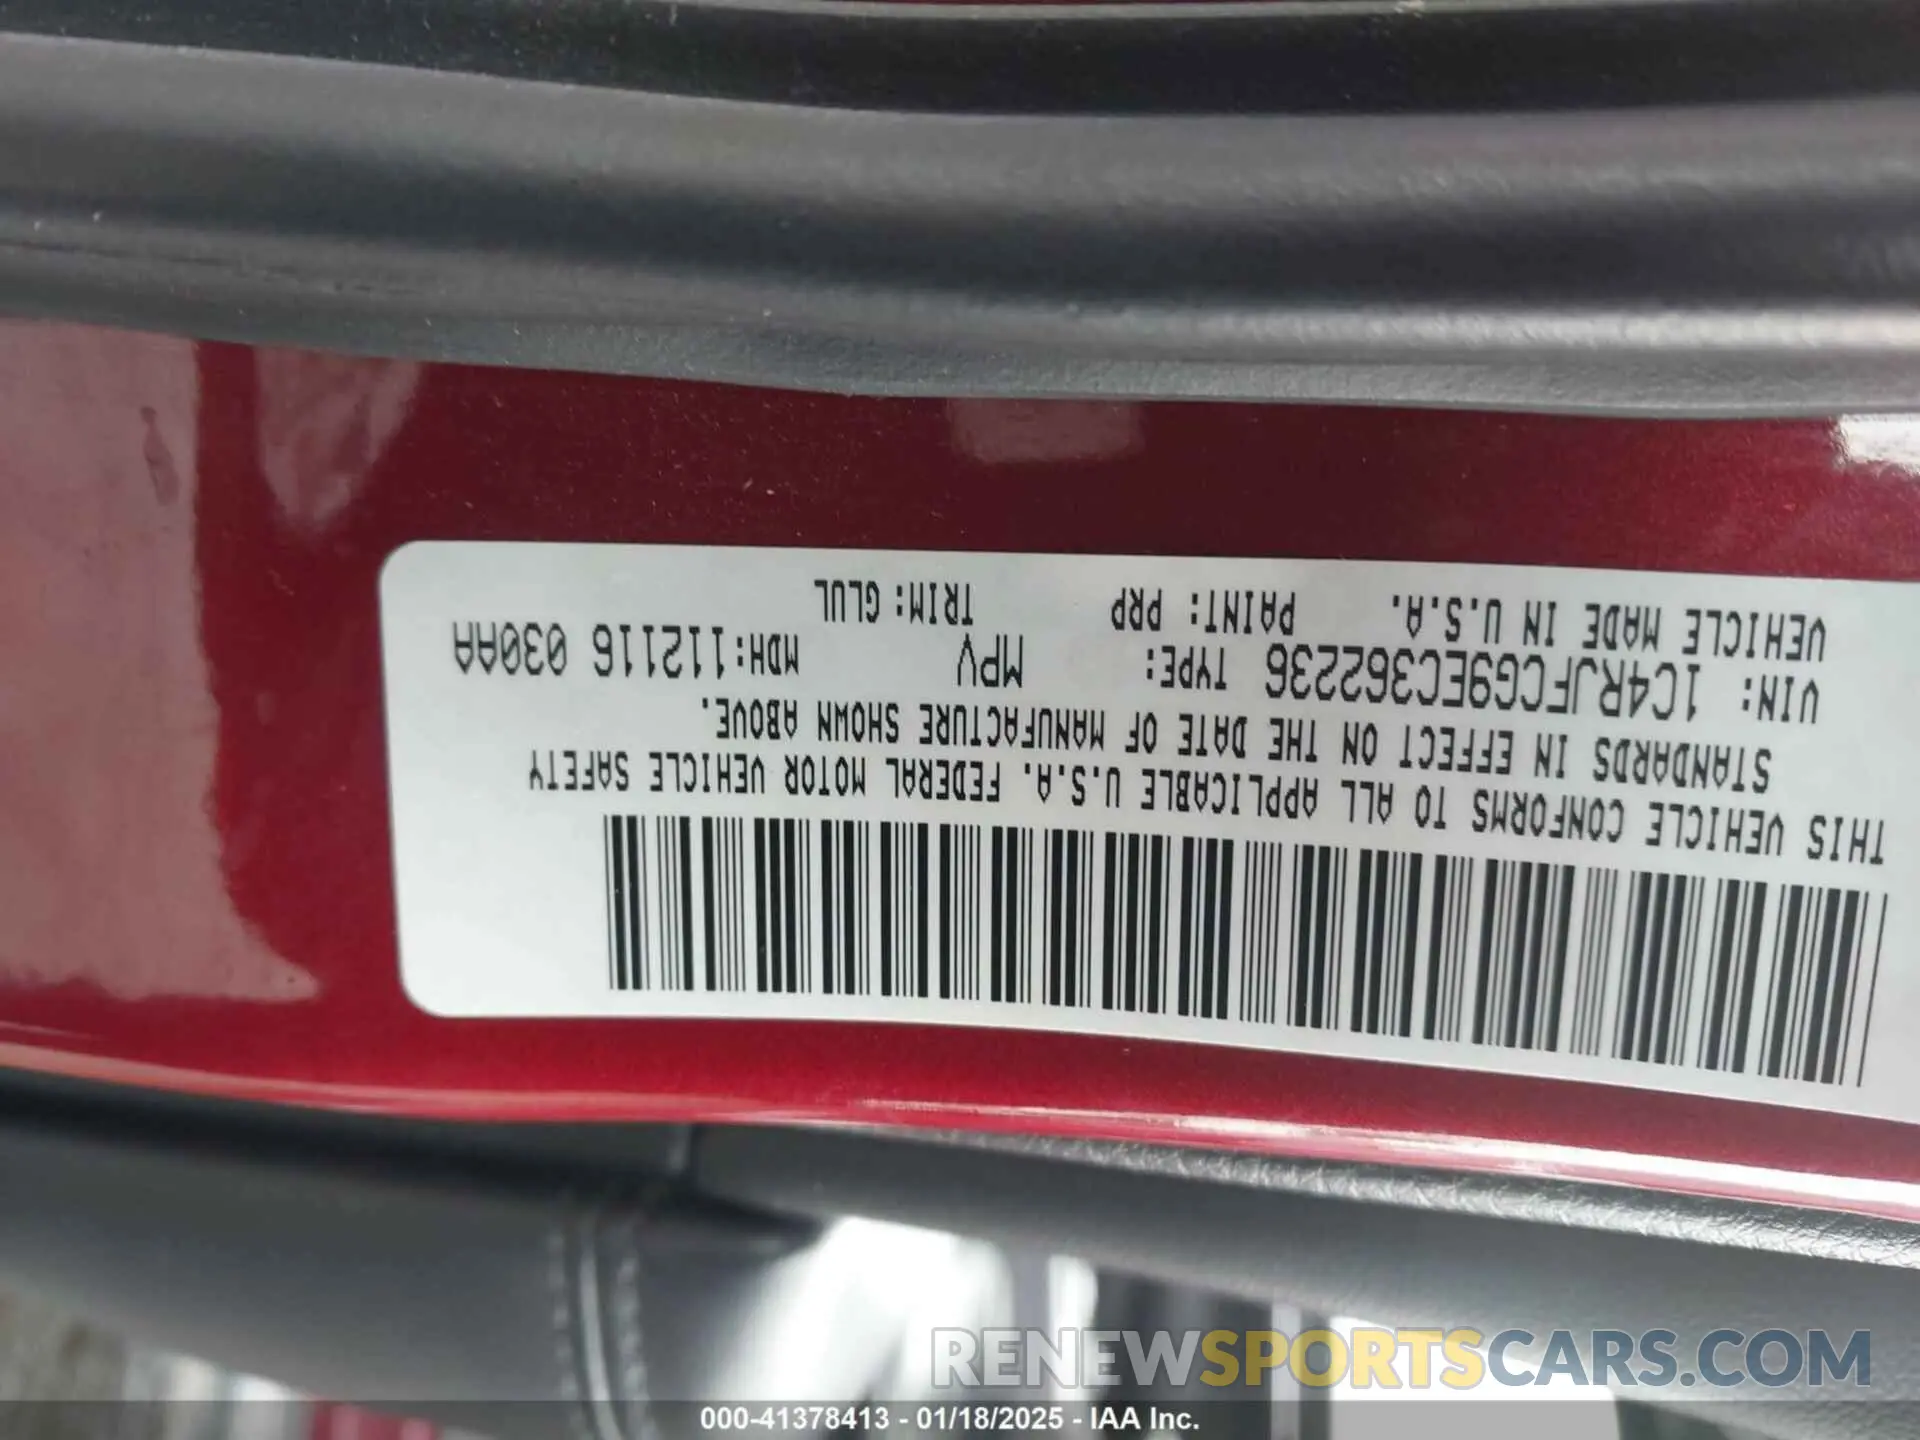 THIS VEHICLE CONFORMS TO ALL APPLICABLE U.S.A. FEDERAL MOTOR VEHICLE SAFETY
STANDARDS IN EFFECT ON THE DATE OF MANUFACTURE SHOWN ABOVE.
VIN: 1C4RJFCG9EC362236 TYPE: MPV MDH:112116 030AA
VEHICLE MADE IN U.S.A. PAINT: PRP TRIM: GLUL
RENEWSPORTSCARS.COM
000-41378413 - 01/18/2025 - IAA Inc.